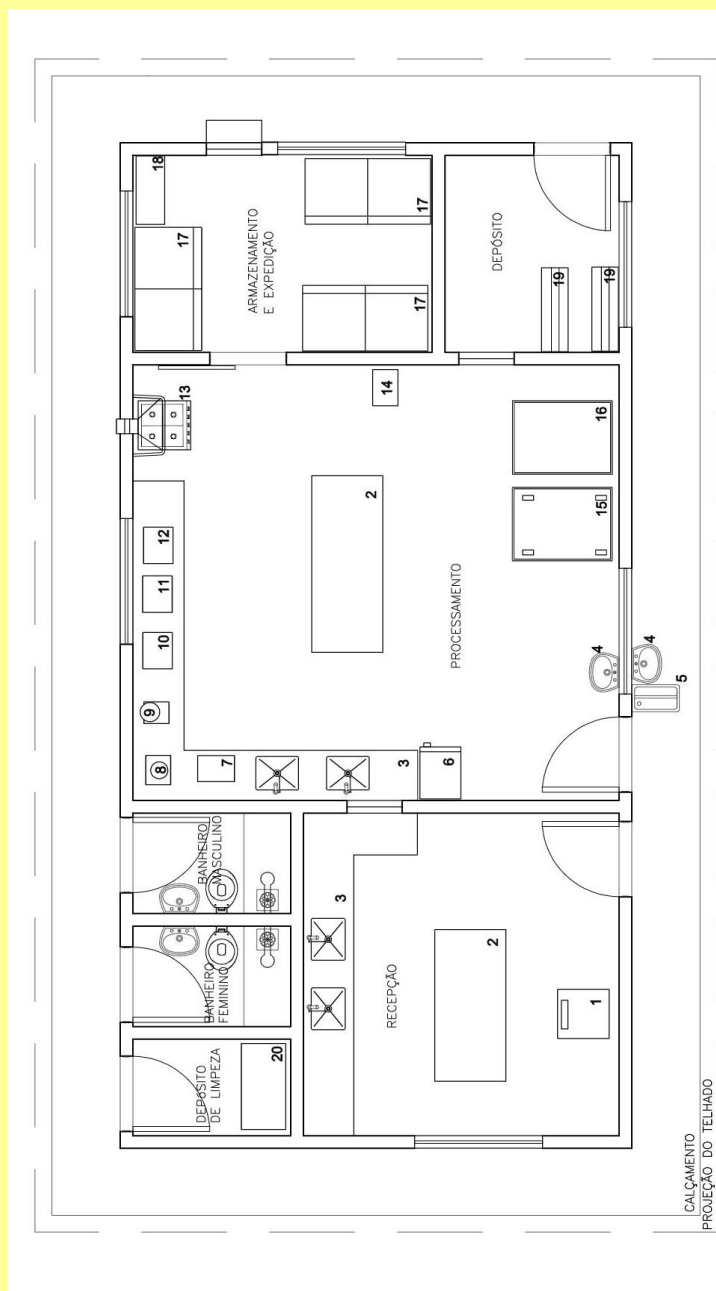 DEPÓSITO
DE LIMPEZA
20
BANHEIRO
FEMININO
BANHEIRO
MASCULINO
8
9
10
11
12
13
7
18
17
ARMAZENAMENTO
E EXPEDIÇÃO
17
17
3
RECEPÇÃO
2
1
3
6
2
14
PROCESSAMENTO
15
16
DEPÓSITO
19
19
4
4
5
CALÇAMENTO
PROJEÇÃO DO TELHADO